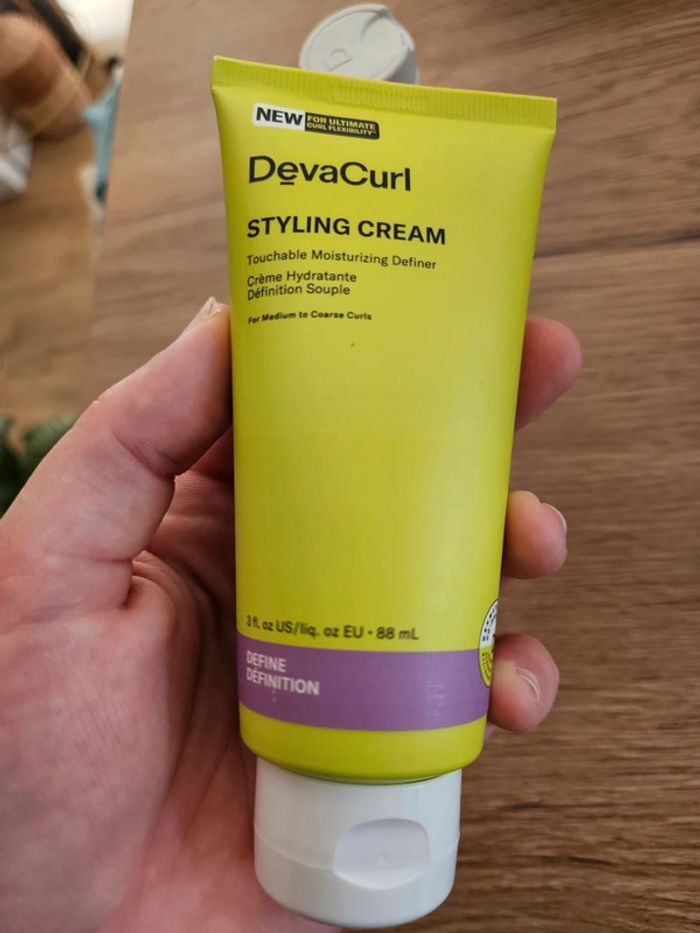 NEW FOR ULTIMATE
CURL FLEXIBILITY™
DevaCurl
STYLING CREAM
Touchable Moisturizing Definer
Crème Hydratante
Définition Souple
For Medium to Coarse Curls
3 fl. oz US/liq. oz EU • 88 mL
DEFINE
DÉFINITION